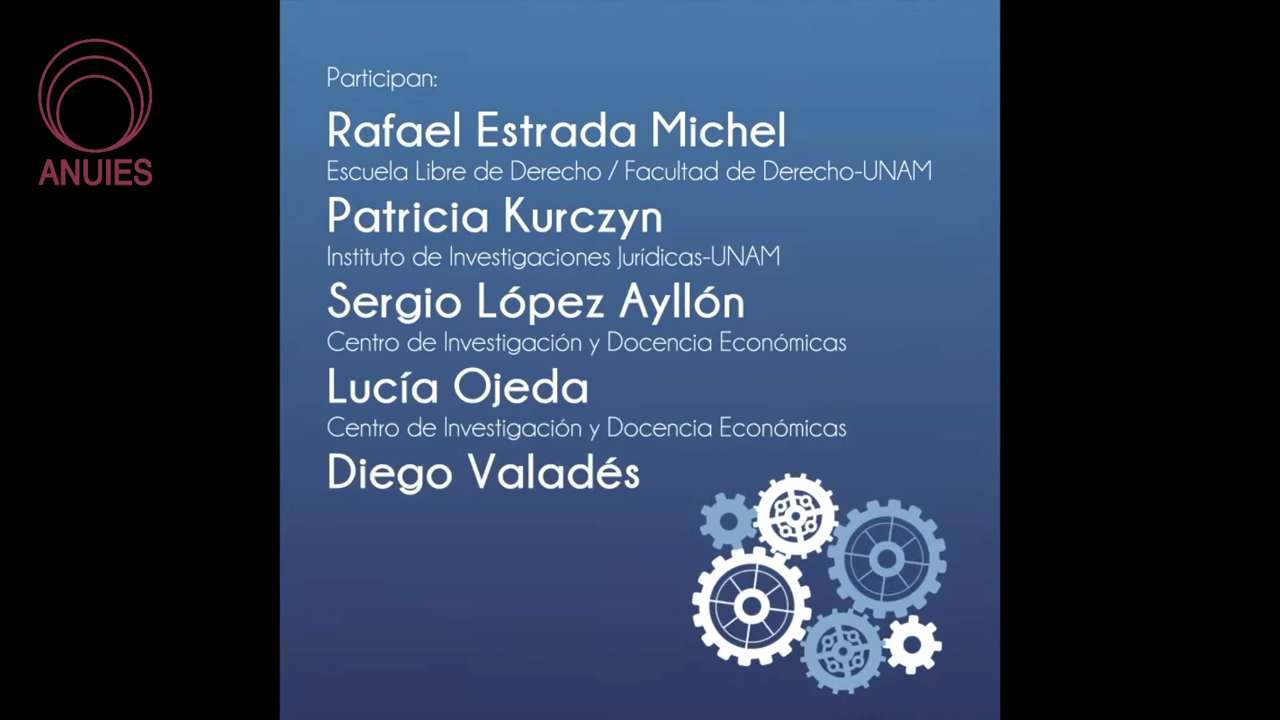 ANUIES
Participan:
Rafael Estrada Michel
Escuela Libre de Derecho / Facultad de Derecho-UNAM
Patricia Kurczyn
Instituto de Investigaciones Jurídicas-UNAM
Sergio López Ayllón
Centro de Investigación y Docencia Económicas
Lucía Ojeda
Centro de Investigación y Docencia Económicas
Diego Valadés